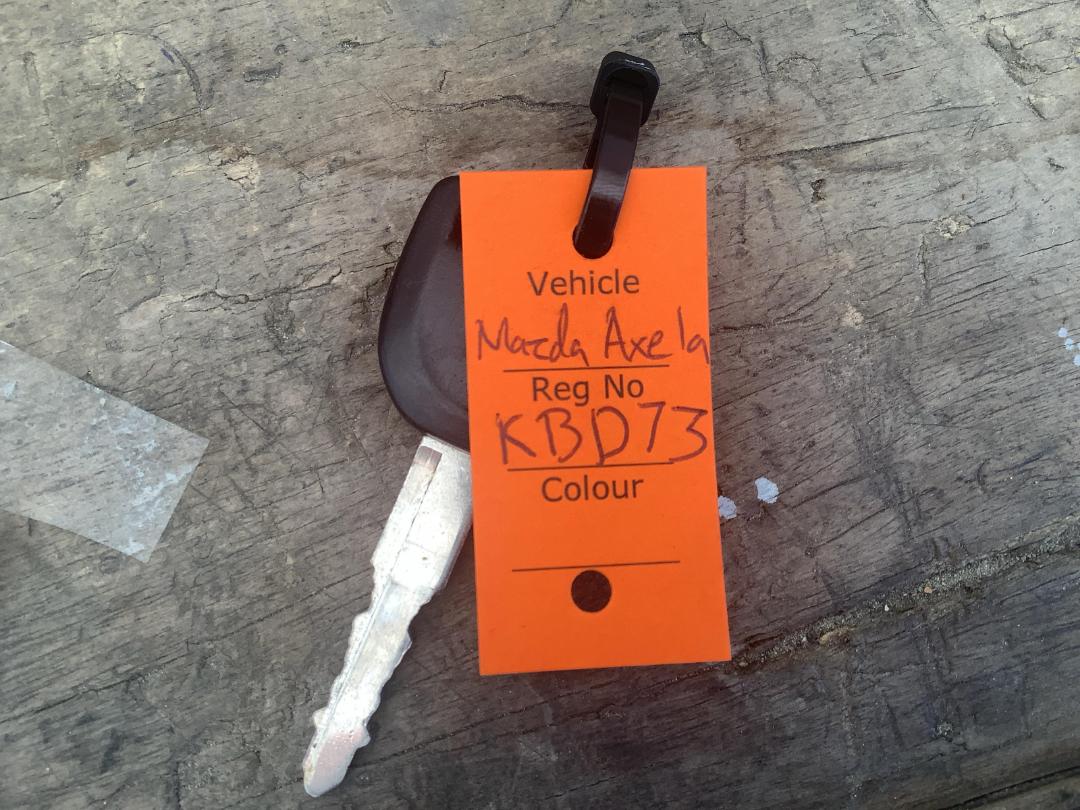 Vehicle
Mazda Axela
Reg No
KBD73
Colour